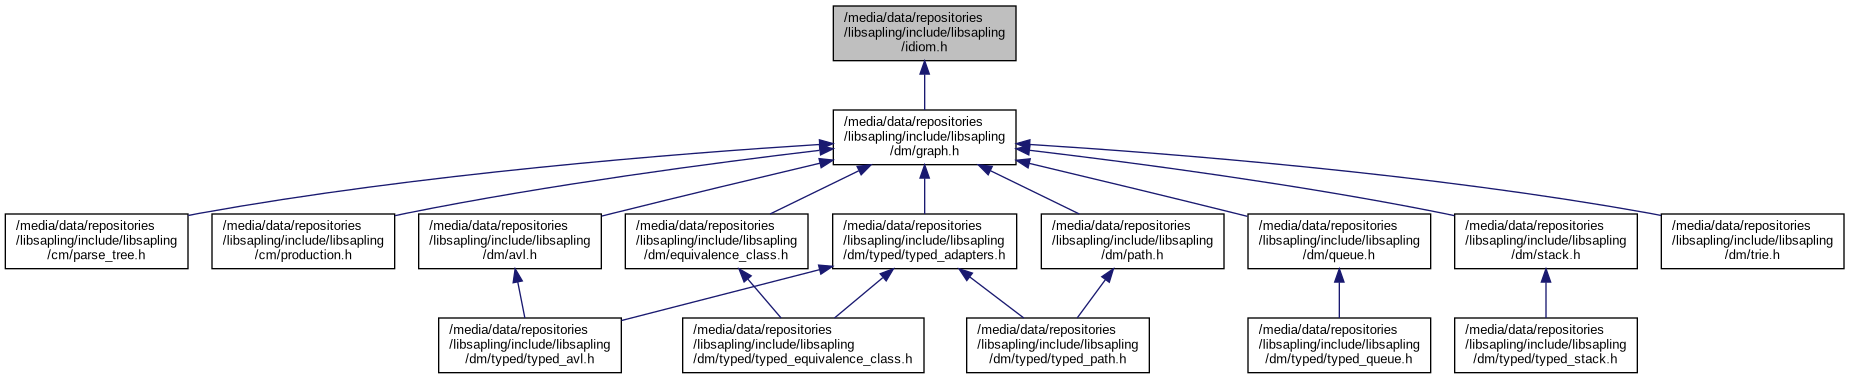 /media/data/repositories
/libsapling/include/libsapling
/idiom.h
/media/data/repositories
/libsapling/include/libsapling
/dm/graph.h
/media/data/repositories
/libsapling/include/libsapling
/cm/parse_tree.h
/media/data/repositories
/libsapling/include/libsapling
/cm/production.h
/media/data/repositories
/libsapling/include/libsapling
/dm/avl.h
/media/data/repositories
/libsapling/include/libsapling
/dm/equivalence_class.h
/media/data/repositories
/libsapling/include/libsapling
/dm/typed/typed_adapters.h
/media/data/repositories
/libsapling/include/libsapling
/dm/path.h
/media/data/repositories
/libsapling/include/libsapling
/dm/queue.h
/media/data/repositories
/libsapling/include/libsapling
/dm/stack.h
/media/data/repositories
/libsapling/include/libsapling
/dm/trie.h
/media/data/repositories
/libsapling/include/libsapling
/dm/typed/typed_avl.h
/media/data/repositories
/libsapling/include/libsapling
/dm/typed/typed_equivalence_class.h
/media/data/repositories
/libsapling/include/libsapling
/dm/typed/typed_path.h
/media/data/repositories
/libsapling/include/libsapling
/dm/typed/typed_queue.h
/media/data/repositories
/libsapling/include/libsapling
/dm/typed/typed_stack.h